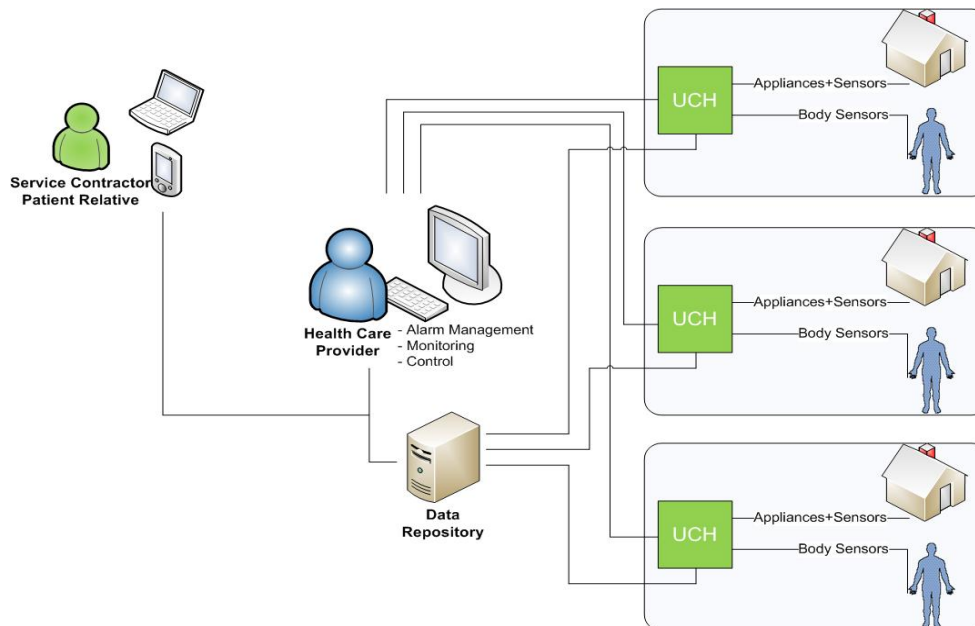 Service Contractor
Patient Relative
Health Care
Provider
- Alarm Management
- Monitoring
- Control
Data
Repository
UCH
Appliances+Sensors
Body Sensors
UCH
Appliances+Sensors
Body Sensors
UCH
Appliances+Sensors
Body Sensors